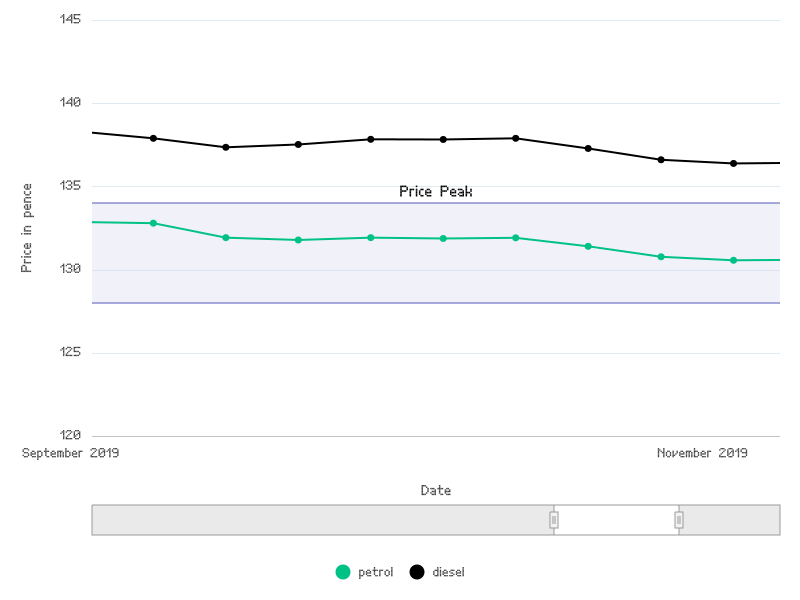 145
140
135
130
125
120
Price in pence
Price Peak
September 2019
November 2019
Date
petrol
diesel